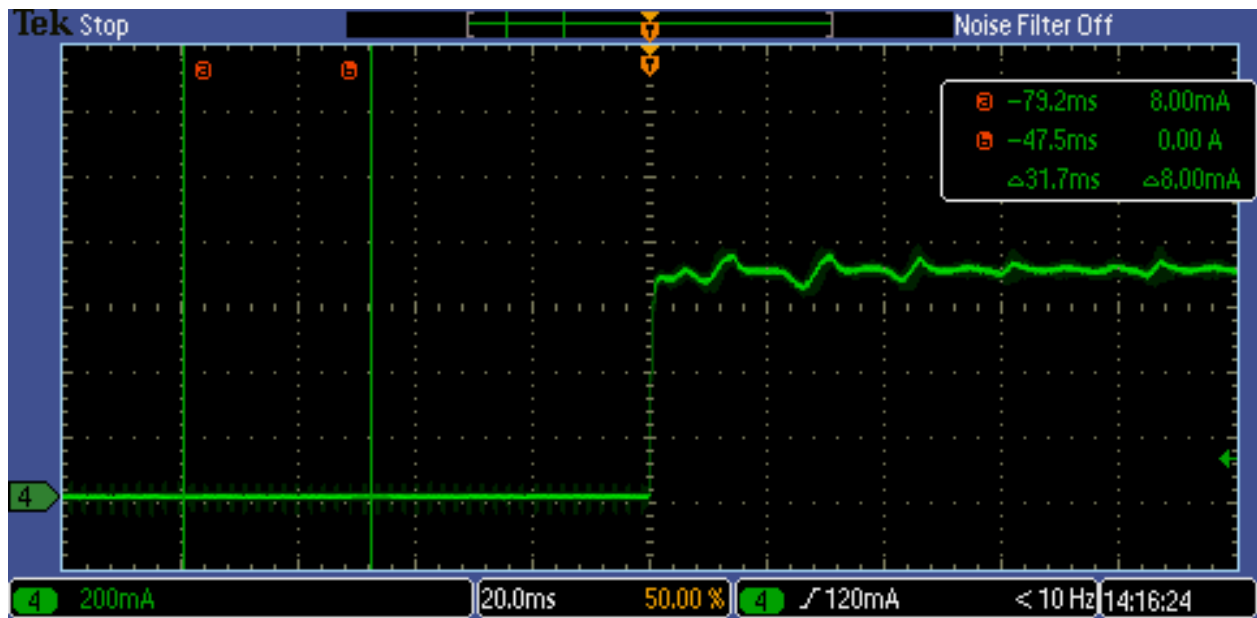 Tek Stop Noise Filter Off
T
T
a b
a −79.2ms 8.00mA
b −47.5ms 0.00 A
△31.7ms △8.00mA
4
4 200mA 20.0ms 50.00 % 4 120mA < 10 Hz 14:16:24